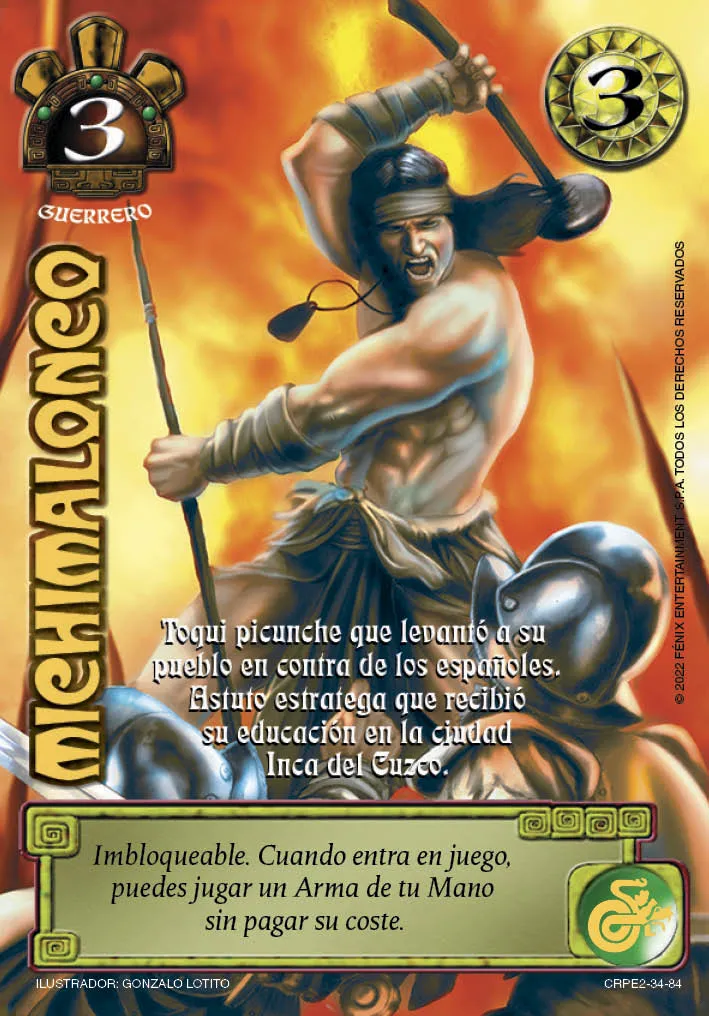 3
GUERRERO
3
MICHIMALONCO
© 2022 FÉNIX ENTERTAINMENT S.P.A. TODOS LOS DERECHOS RESERVADOS
Toqui picunche que levantó a su
pueblo en contra de los españoles.
Astuto estratega que recibió
su educación en la ciudad
Inca del Cuzco.
Imbloqueable. Cuando entra en juego,
puedes jugar un Arma de tu Mano
sin pagar su coste.
ILUSTRADOR: GONZALO LOTITO
CRPE2-34-84